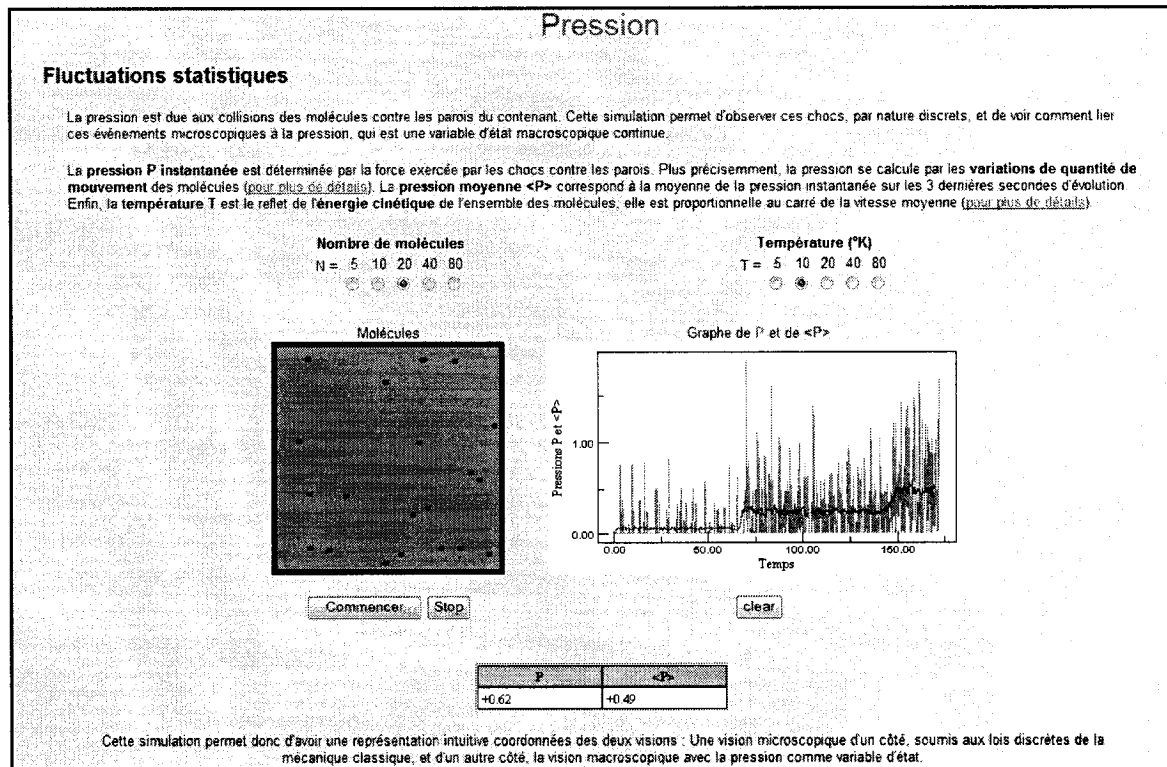 Pression
Fluctuations statistiques
La pression est due aux collisions des molécules contre les parois du contenant. Cette simulation permet d'observer ces chocs, par nature discrets, et de voir comment lier
ces événements microscopiques à la pression, qui est une variable d'état macroscopique continue.
La pression P instantanée est déterminée par la force exercée par les chocs contre les parois. Plus précisemment, la pression se calcule par les variations de quantité de
mouvement des molécules (pour plus de détails). La pression moyenne <P> correspond à la moyenne de la pression instantanée sur les 3 dernières secondes d'évolution.
Enfin, la température T est le reflet de l'énergie cinétique de l'ensemble des molécules, elle est proportionnelle au carré de la vitesse moyenne (pour plus de détails)
Nombre de molécules
N = 5 10 20 40 80
Température (°K)
T = 5 10 20 40 80
Molécules
Graphe de P et de <P>
Pressions P et <P>
1.00
0.00
0.00 50.00 100.00 150.00
Temps
Commencer Stop
clear
P <P>
+0.62 +0.49
Cette simulation permet donc d'avoir une représentation intuitive coordonnées des deux visions : Une vision microscopique d'un côté, soumis aux lois discrètes de la
mécanique classique, et d'un autre côté, la vision macroscopique avec la pression comme variable d'état.